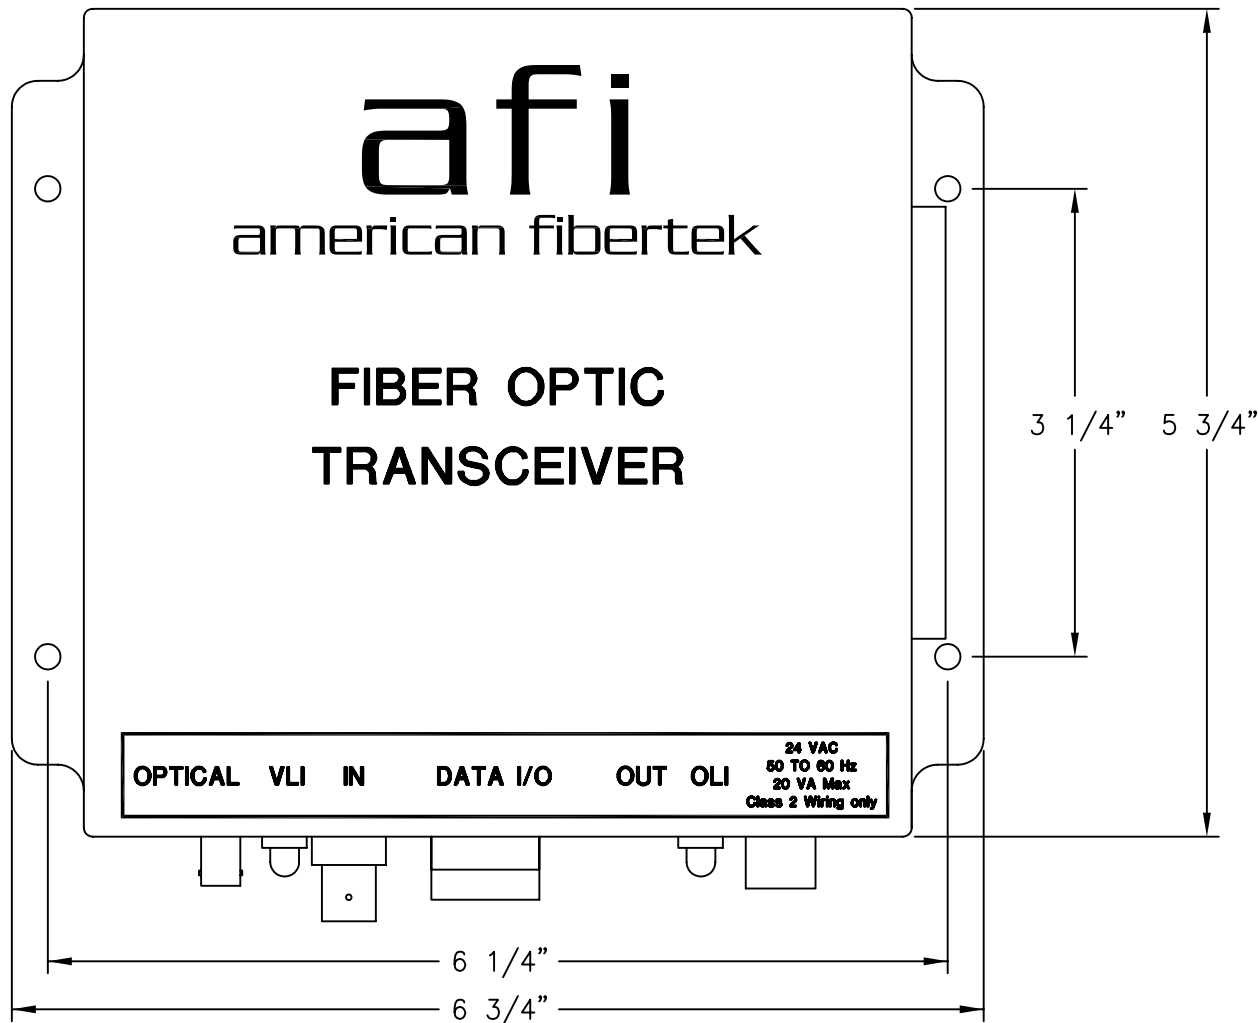 afi
american fibertek
FIBER OPTIC
TRANSCEIVER
3 1/4”
5 3/4”
OPTICAL VLI IN DATA I/O OUT OLI
24 VAC
50 TO 60 Hz
20 VA Max
Class 2 Wiring only
6 1/4”
6 3/4”